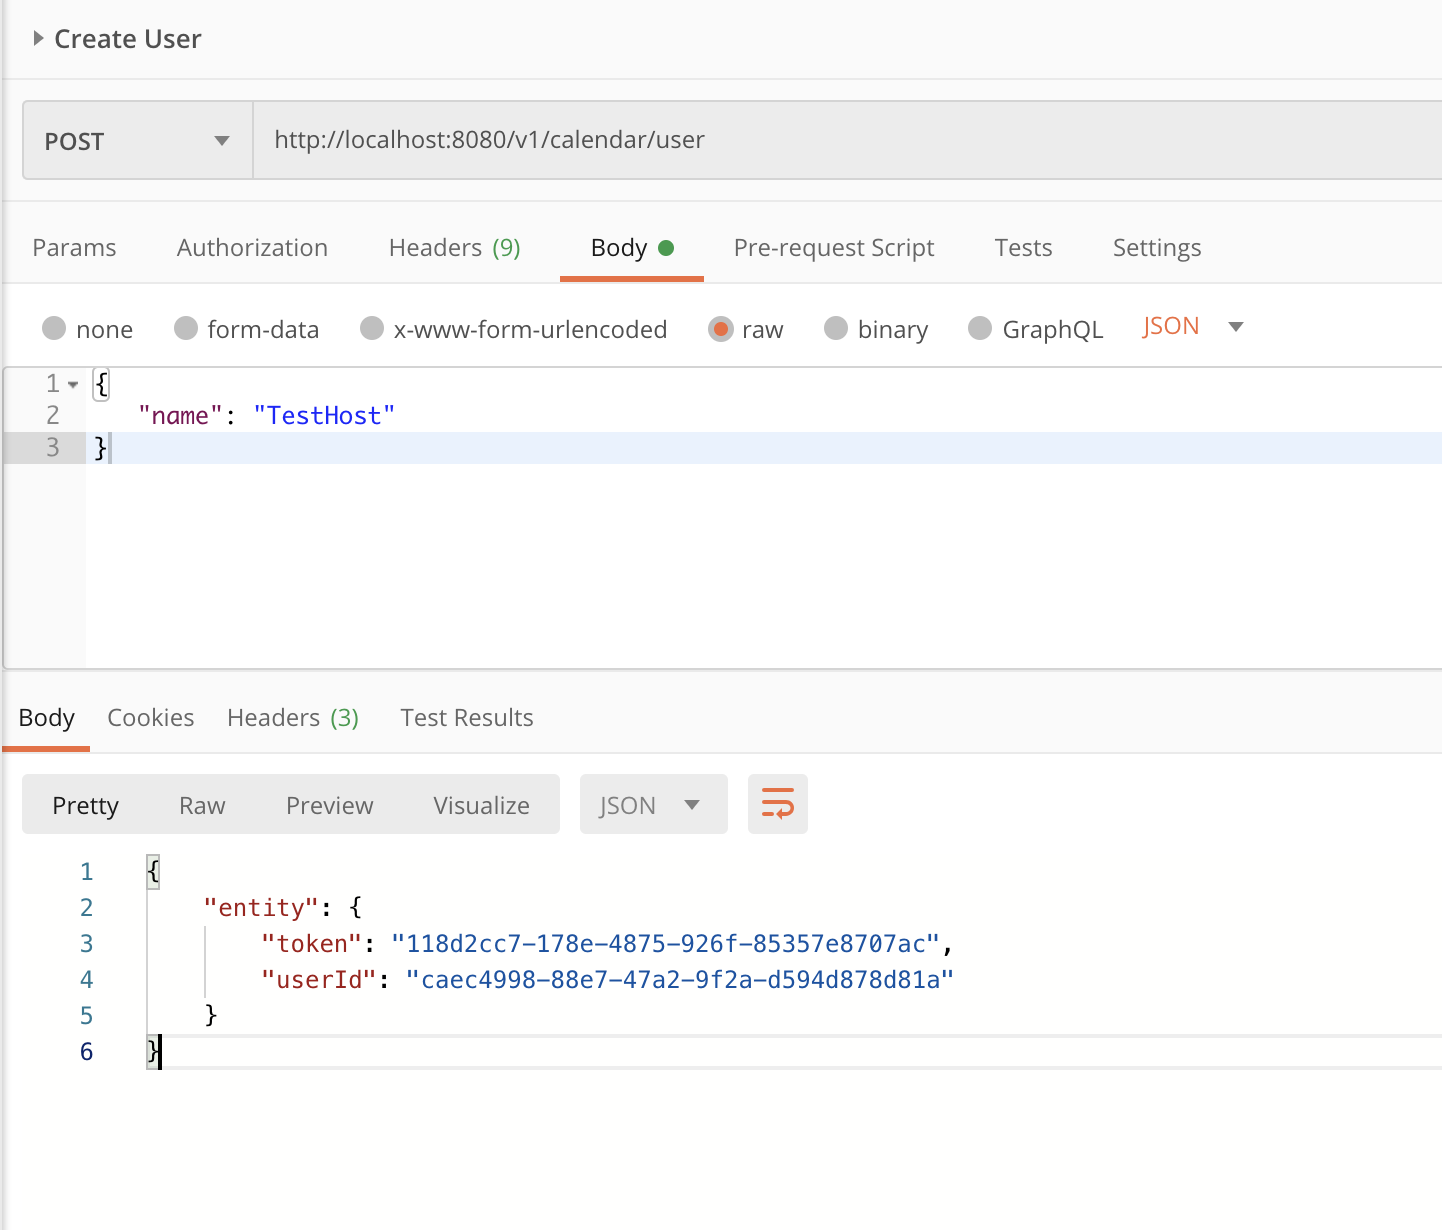 Create User
POST http://localhost:8080/v1/calendar/user
Params Authorization Headers (9) Body Pre-request Script Tests Settings
none form-data x-www-form-urlencoded raw binary GraphQL JSON
1 {
2 "name": "TestHost"
3 }
Body Cookies Headers (3) Test Results
Pretty Raw Preview Visualize JSON
1 {
2 "entity": {
3 "token": "118d2cc7-178e-4875-926f-85357e8707ac",
4 "userId": "caec4998-88e7-47a2-9f2a-d594d878d81a"
5 }
6 }